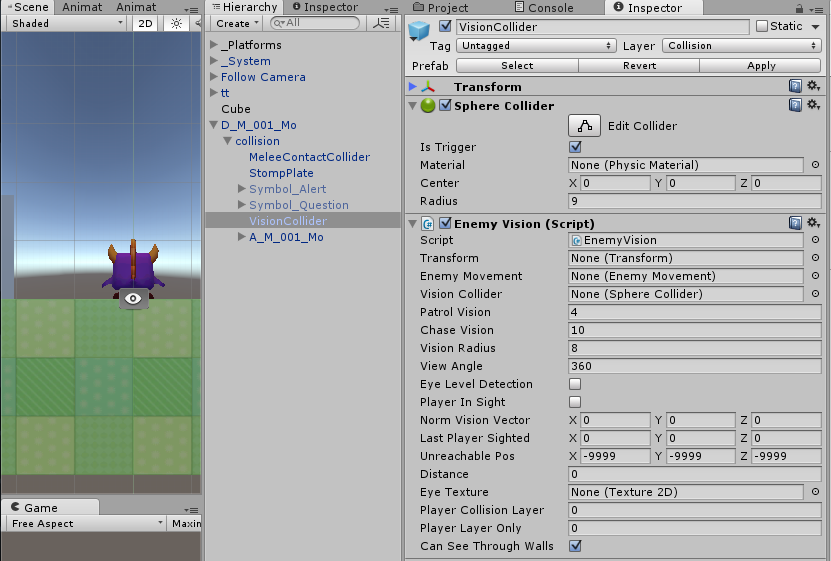 Scene Animat Animat
Shaded 2D
Hierarchy Inspector
Create All
_Platforms
_System
Follow Camera
tt
Cube
D_M_001_Mo
collision
MeleeContactCollider
StompPlate
Symbol_Alert
Symbol_Question
VisionCollider
A_M_001_Mo
Game
Free Aspect Maxin
Project Console Inspector
VisionCollider Static
Tag Untagged Layer Collision
Prefab Select Revert Apply
Transform
Sphere Collider
Edit Collider
Is Trigger
Material None (Physic Material)
Center X 0 Y 0 Z 0
Radius 9
Enemy Vision (Script)
Script EnemyVision
Transform None (Transform)
Enemy Movement None (Enemy Movement)
Vision Collider None (Sphere Collider)
Patrol Vision 4
Chase Vision 10
Vision Radius 8
View Angle 360
Eye Level Detection
Player In Sight
Norm Vision Vector X 0 Y 0 Z 0
Last Player Sighted X 0 Y 0 Z 0
Unreachable Pos X -9999 Y -9999 Z -9999
Distance 0
Eye Texture None (Texture 2D)
Player Collision Layer 0
Player Layer Only 0
Can See Through Walls